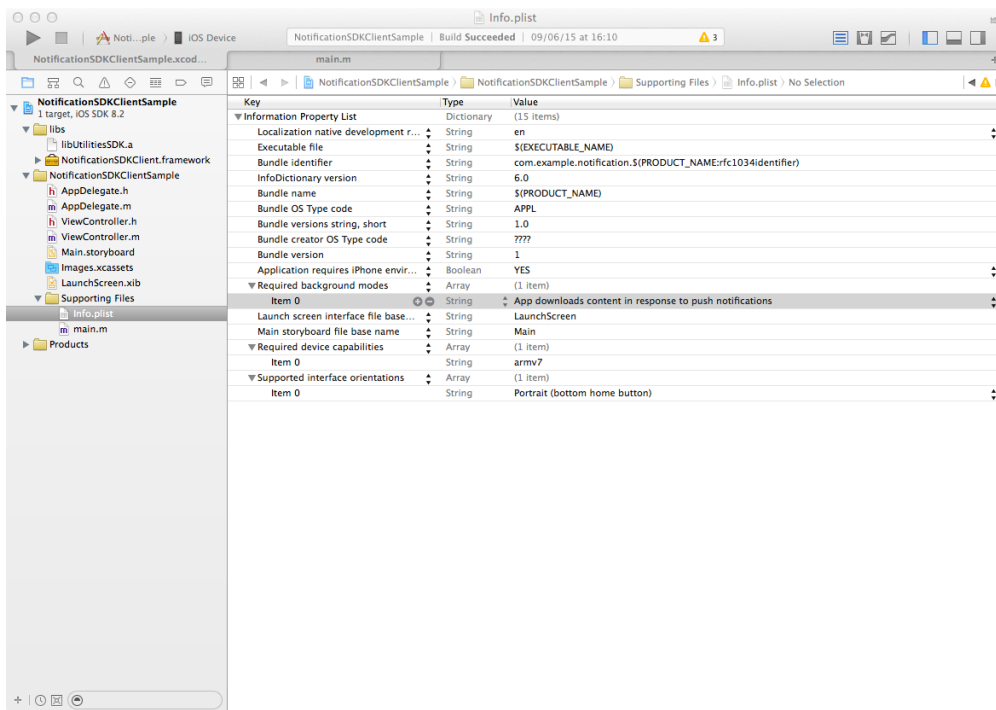 Info.plist
Noti...ple 〉 iOS Device
NotificationSDKClientSample | Build Succeeded | 09/06/15 at 16:10
3
NotificationSDKClientSample.xcod...
main.m
NotificationSDKClientSample 〉 NotificationSDKClientSample 〉 Supporting Files 〉 Info.plist 〉 No Selection
NotificationSDKClientSample
1 target, iOS SDK 8.2
libs
libUtilitiesSDK.a
NotificationSDKClient.framework
NotificationSDKClientSample
h AppDelegate.h
m AppDelegate.m
h ViewController.h
m ViewController.m
Main.storyboard
Images.xcassets
LaunchScreen.xib
Supporting Files
Info.plist
m main.m
Products
Key Type Value
Information Property List Dictionary (15 items)
Localization native development r... String en
Executable file String $(EXECUTABLE_NAME)
Bundle identifier String com.example.notification.$(PRODUCT_NAME:rfc1034identifier)
InfoDictionary version String 6.0
Bundle name String $(PRODUCT_NAME)
Bundle OS Type code String APPL
Bundle versions string, short String 1.0
Bundle creator OS Type code String ????
Bundle version String 1
Application requires iPhone envir... Boolean YES
Required background modes Array (1 item)
Item 0 String App downloads content in response to push notifications
Launch screen interface file base... String LaunchScreen
Main storyboard file base name String Main
Required device capabilities Array (1 item)
Item 0 String armv7
Supported interface orientations Array (1 item)
Item 0 String Portrait (bottom home button)